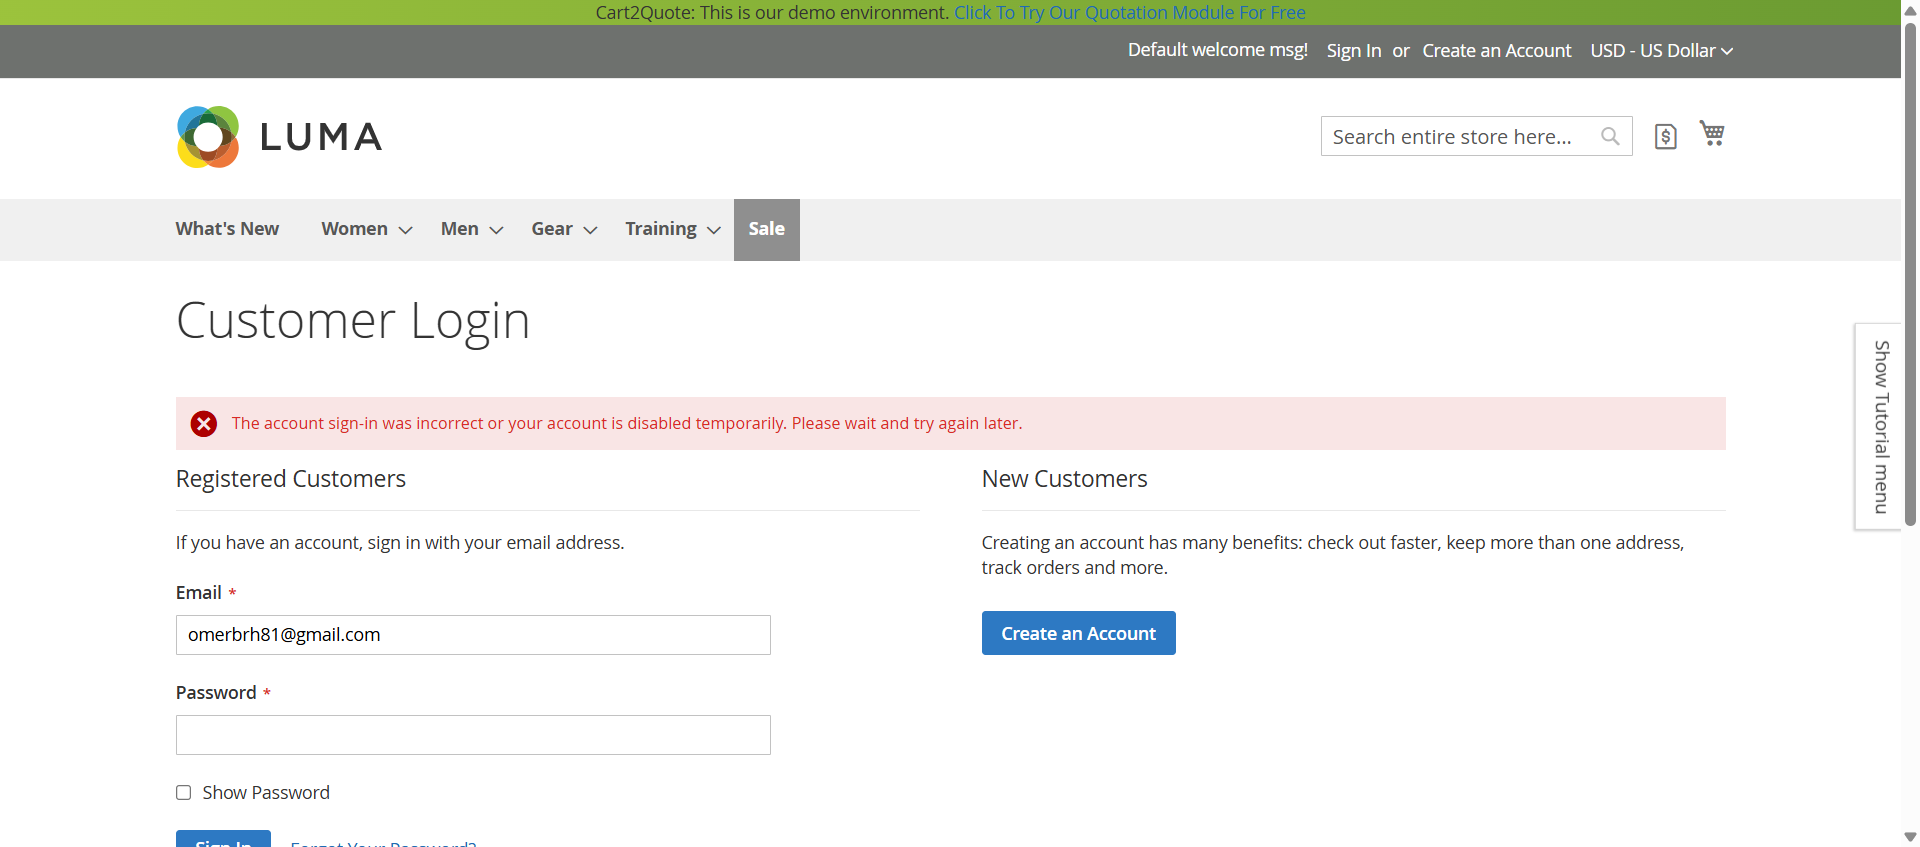 Cart2Quote: This is our demo environment. Click To Try Our Quotation Module For Free
Default welcome msg! Sign In or Create an Account USD - US Dollar
LUMA
Search entire store here...
What's New Women Men Gear Training Sale
Customer Login
Show Tutorial menu
The account sign-in was incorrect or your account is disabled temporarily. Please wait and try again later.
Registered Customers
If you have an account, sign in with your email address.
Email *
omerbrh81@gmail.com
Password *
Show Password
Sign In Forgot Your Password?
New Customers
Creating an account has many benefits: check out faster, keep more than one address,
track orders and more.
Create an Account